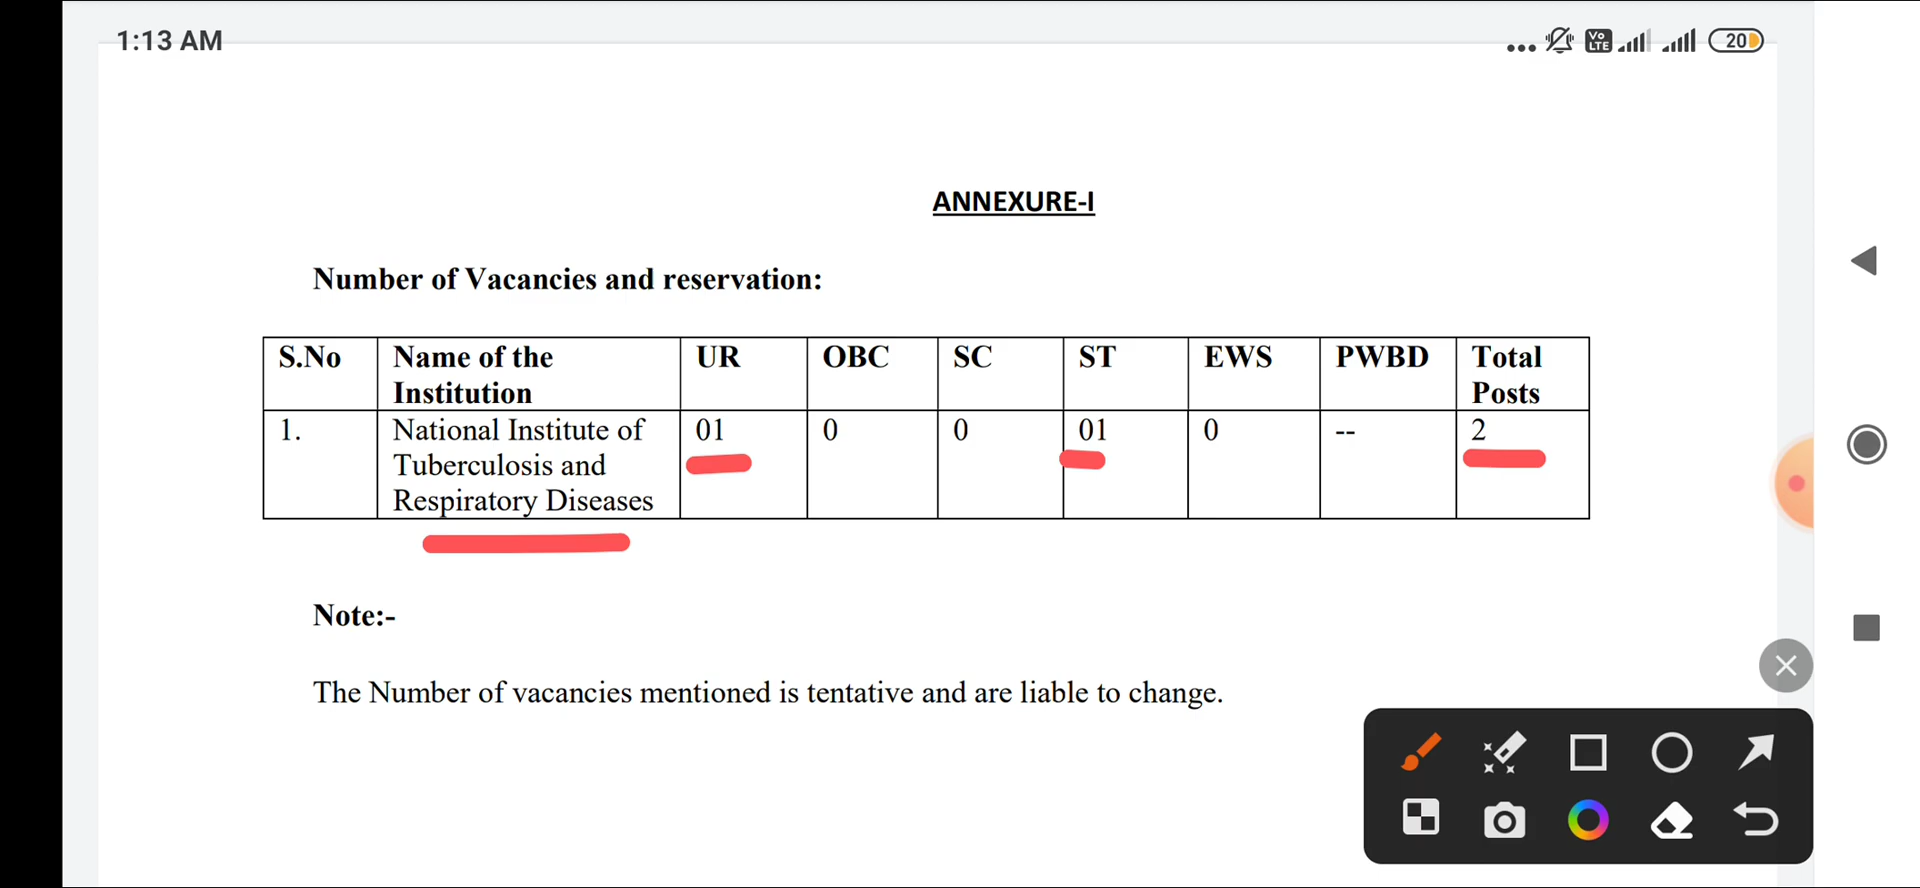 1:13 AM
Vo LTE
20
ANNEXURE-I
Number of Vacancies and reservation:
S.No Name of the Institution UR OBC SC ST EWS PWBD Total Posts
1. National Institute of Tuberculosis and Respiratory Diseases 01 0 0 01 0 -- 2
Note:-
The Number of vacancies mentioned is tentative and are liable to change.